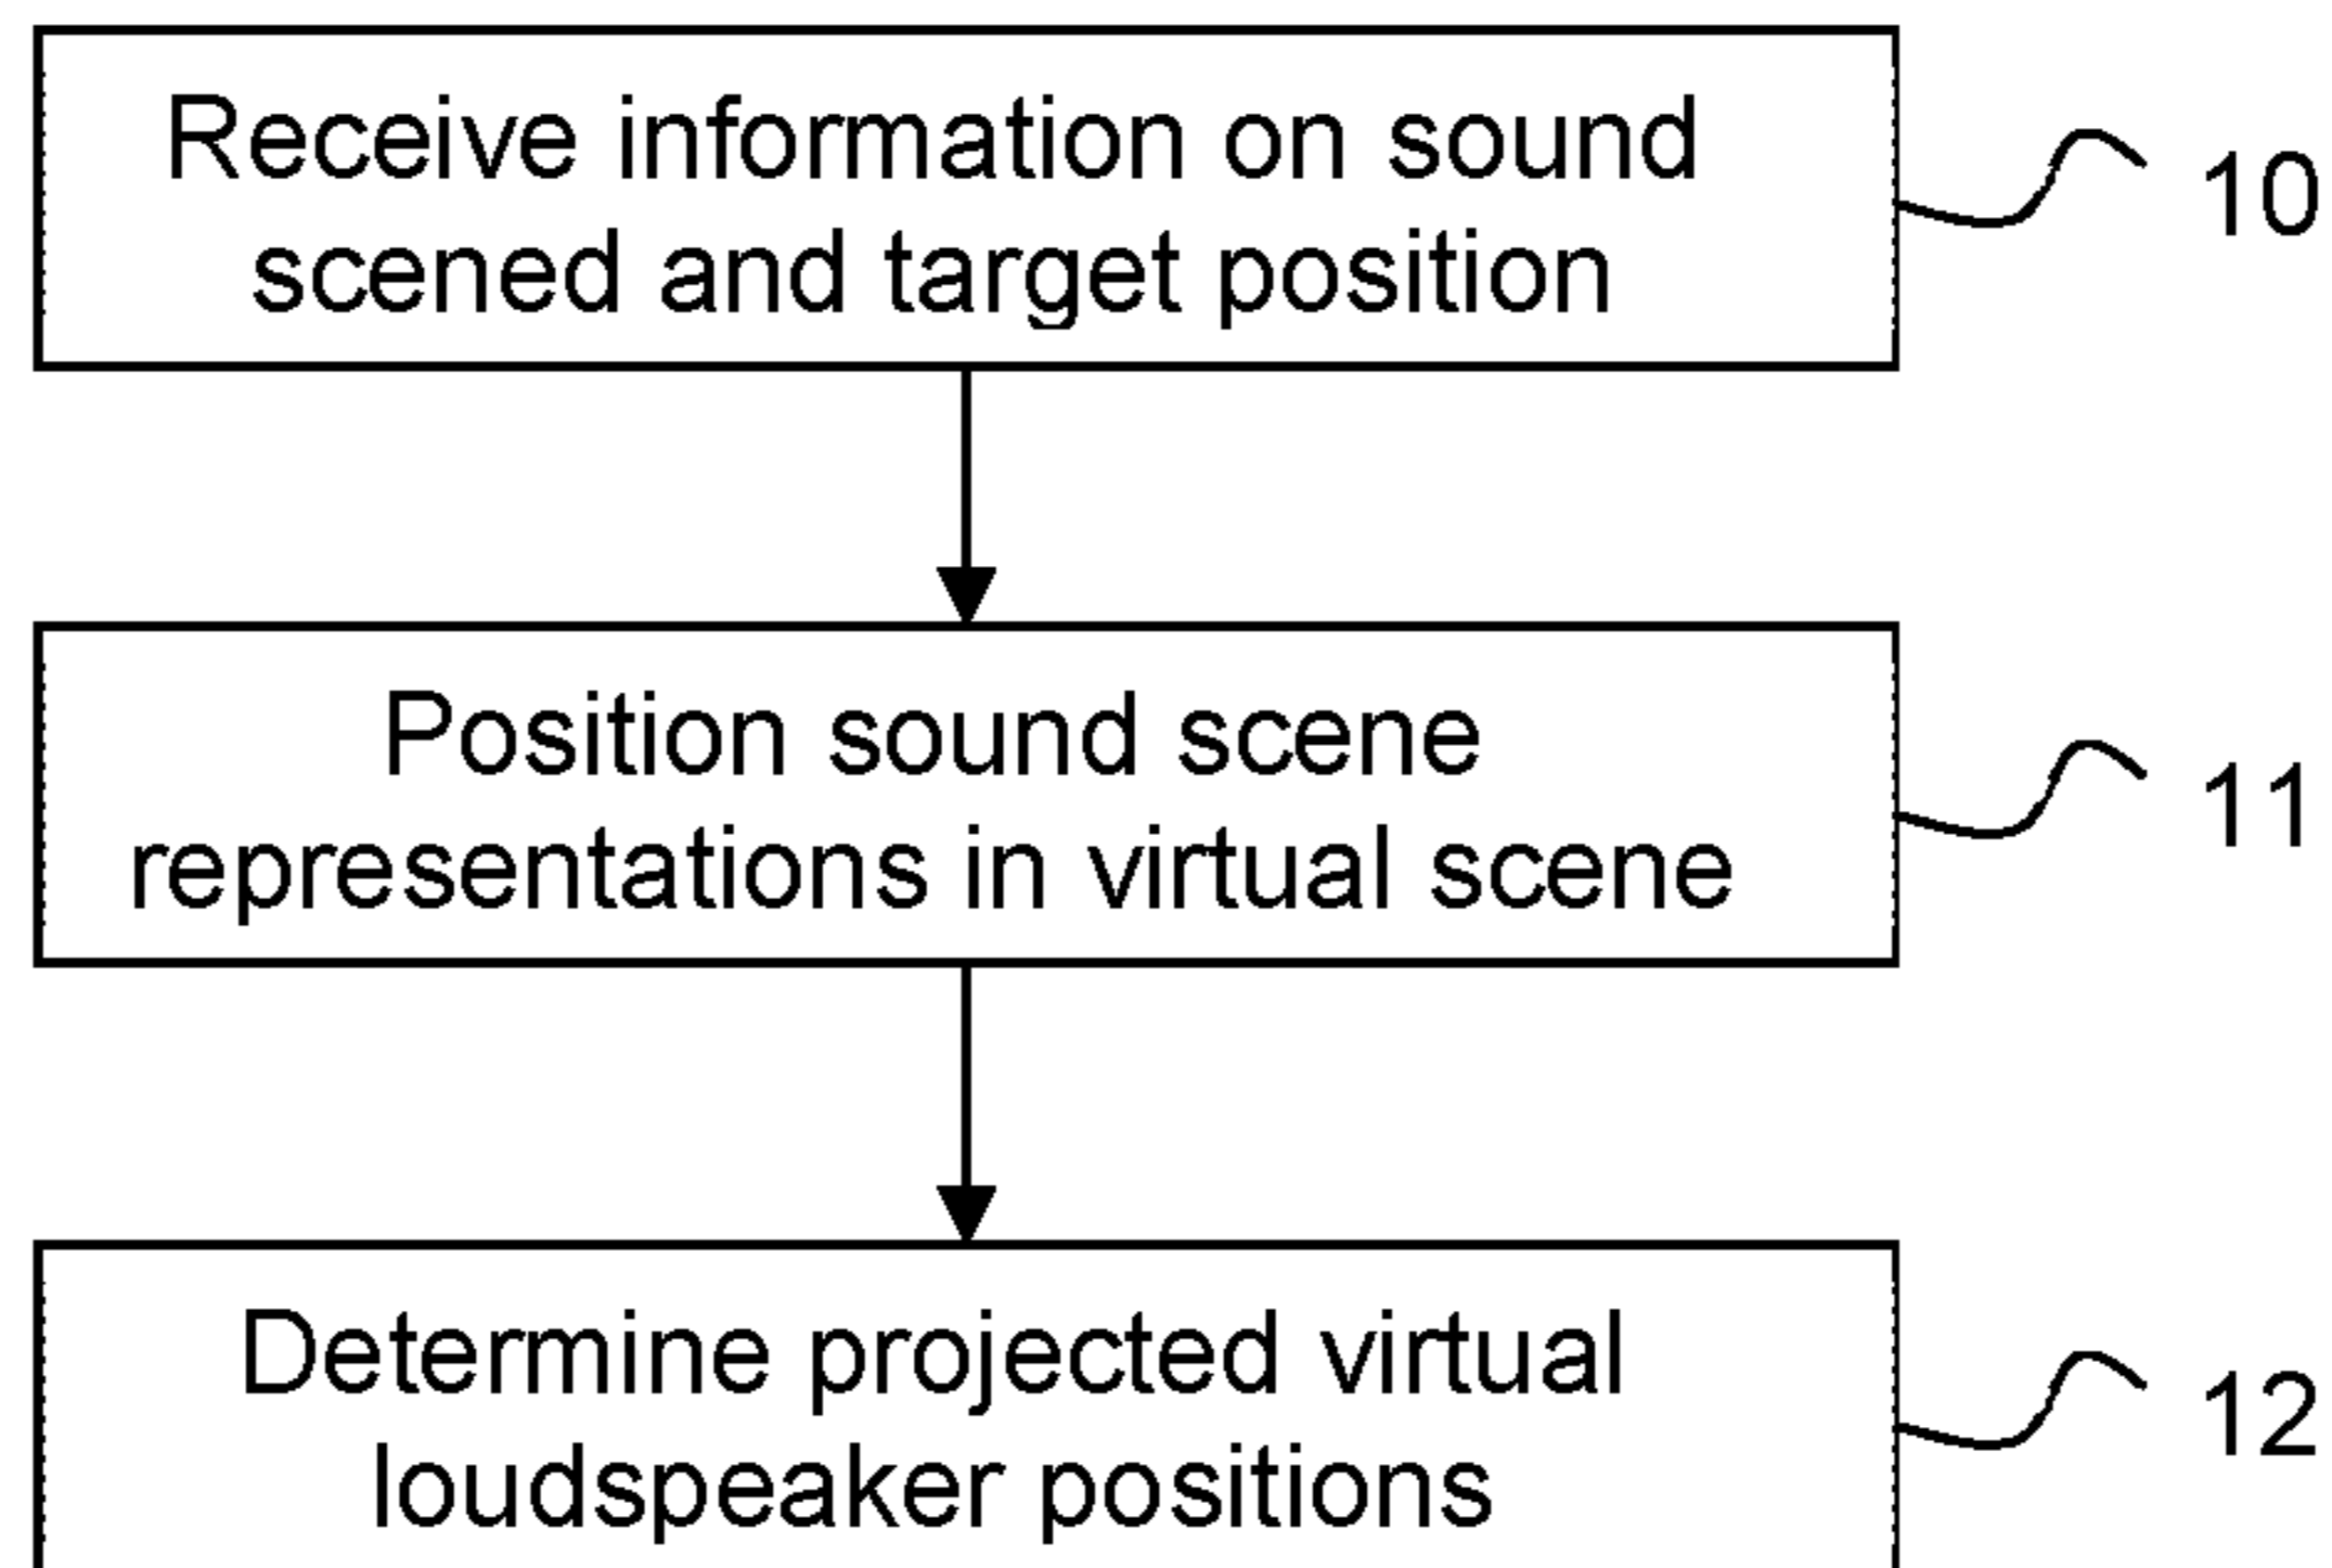 Receive information on sound
scened and target position
10
Position sound scene
representations in virtual scene
11
Determine projected virtual
loudspeaker positions
12